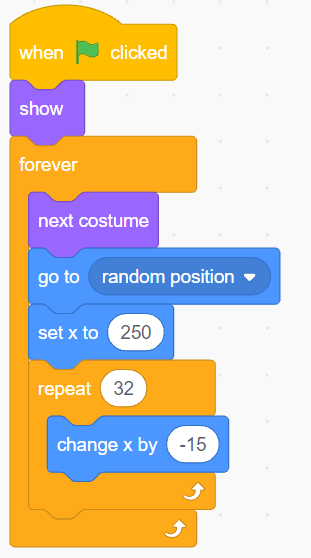 when clicked
show
forever
next costume
go to random position
set x to 250
repeat 32
change x by -15